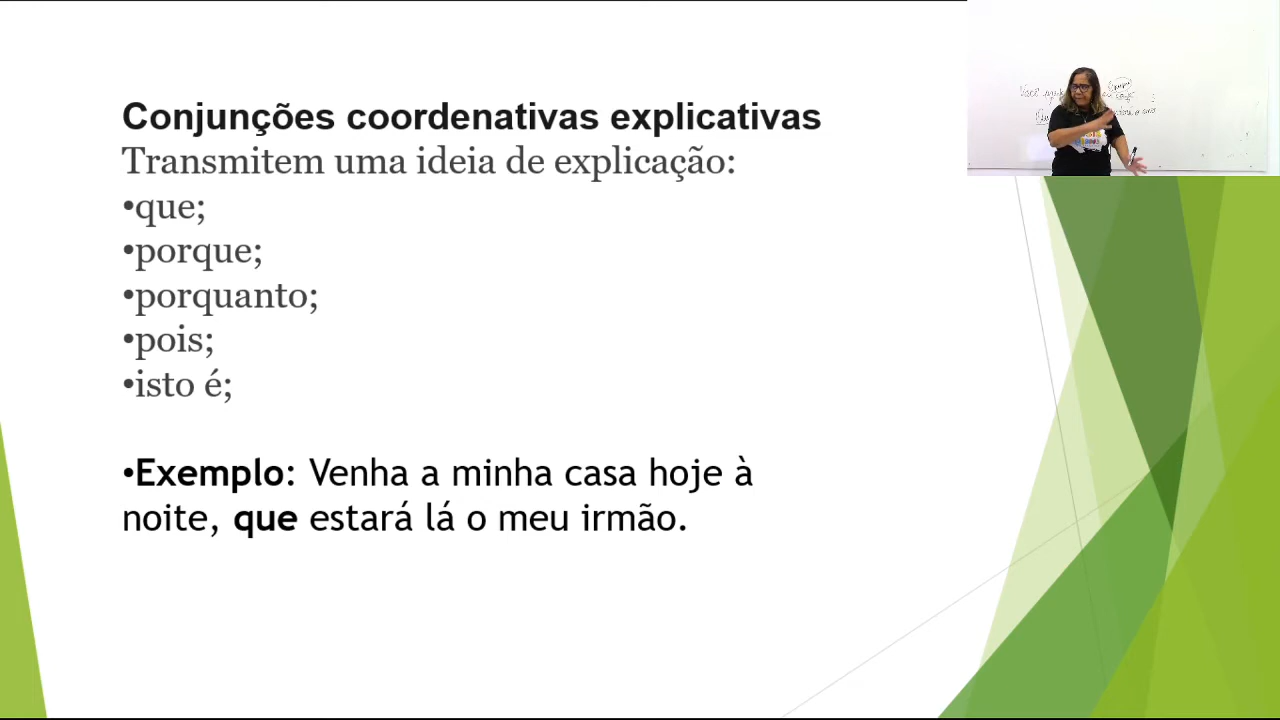 Conjunções coordenativas explicativas
Transmitem uma ideia de explicação:
•que;
•porque;
•porquanto;
•pois;
•isto é;
•Exemplo: Venha a minha casa hoje à
noite, que estará lá o meu irmão.